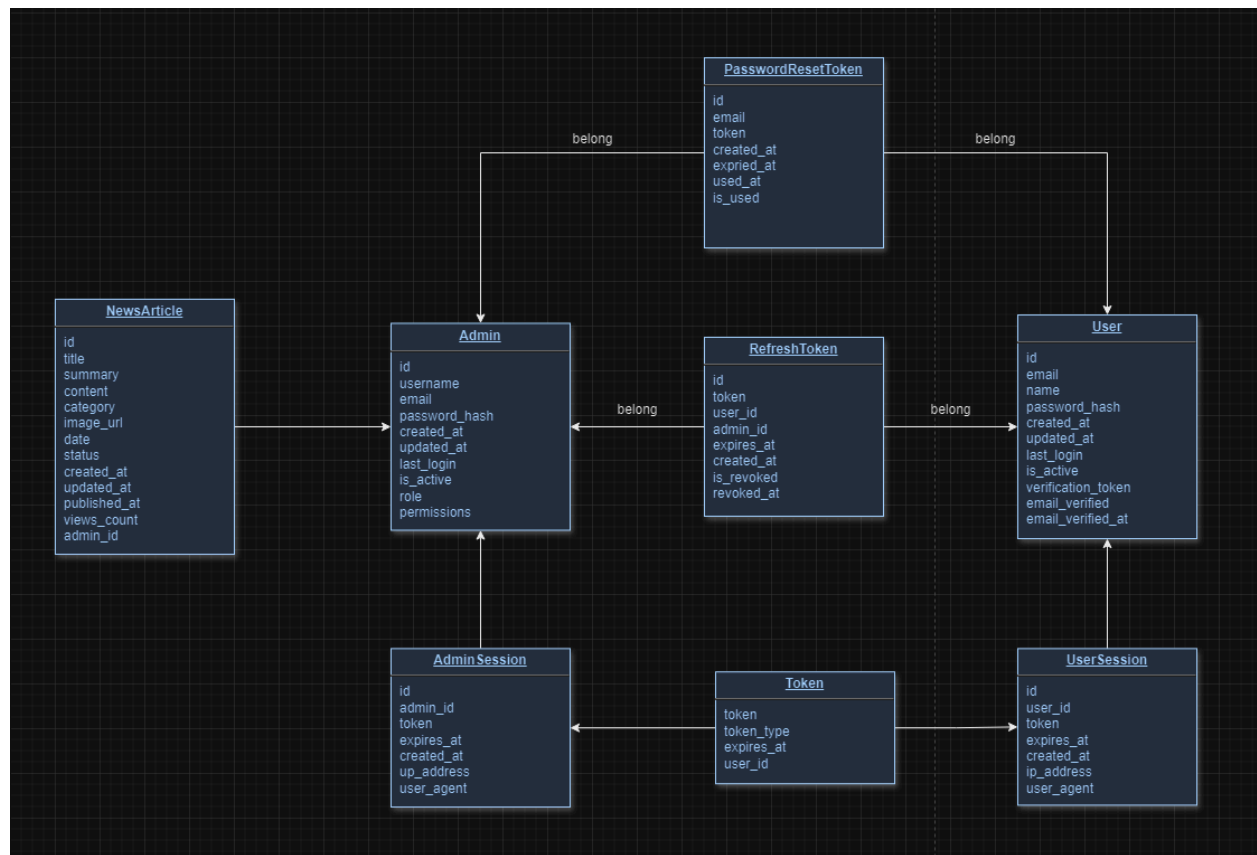 PasswordResetToken
id
email
token
created_at
expried_at
used_at
is_used
belong
belong
NewsArticle
id
title
summary
content
category
image_url
date
status
created_at
updated_at
published_at
views_count
admin_id
Admin
id
username
email
password_hash
created_at
updated_at
last_login
is_active
role
permissions
belong
RefreshToken
id
token
user_id
admin_id
expires_at
created_at
is_revoked
revoked_at
belong
User
id
email
name
password_hash
created_at
updated_at
last_login
is_active
verification_token
email_verified
email_verified_at
AdminSession
id
admin_id
token
expires_at
created_at
up_address
user_agent
Token
token
token_type
expires_at
user_id
UserSession
id
user_id
token
expires_at
created_at
ip_address
user_agent